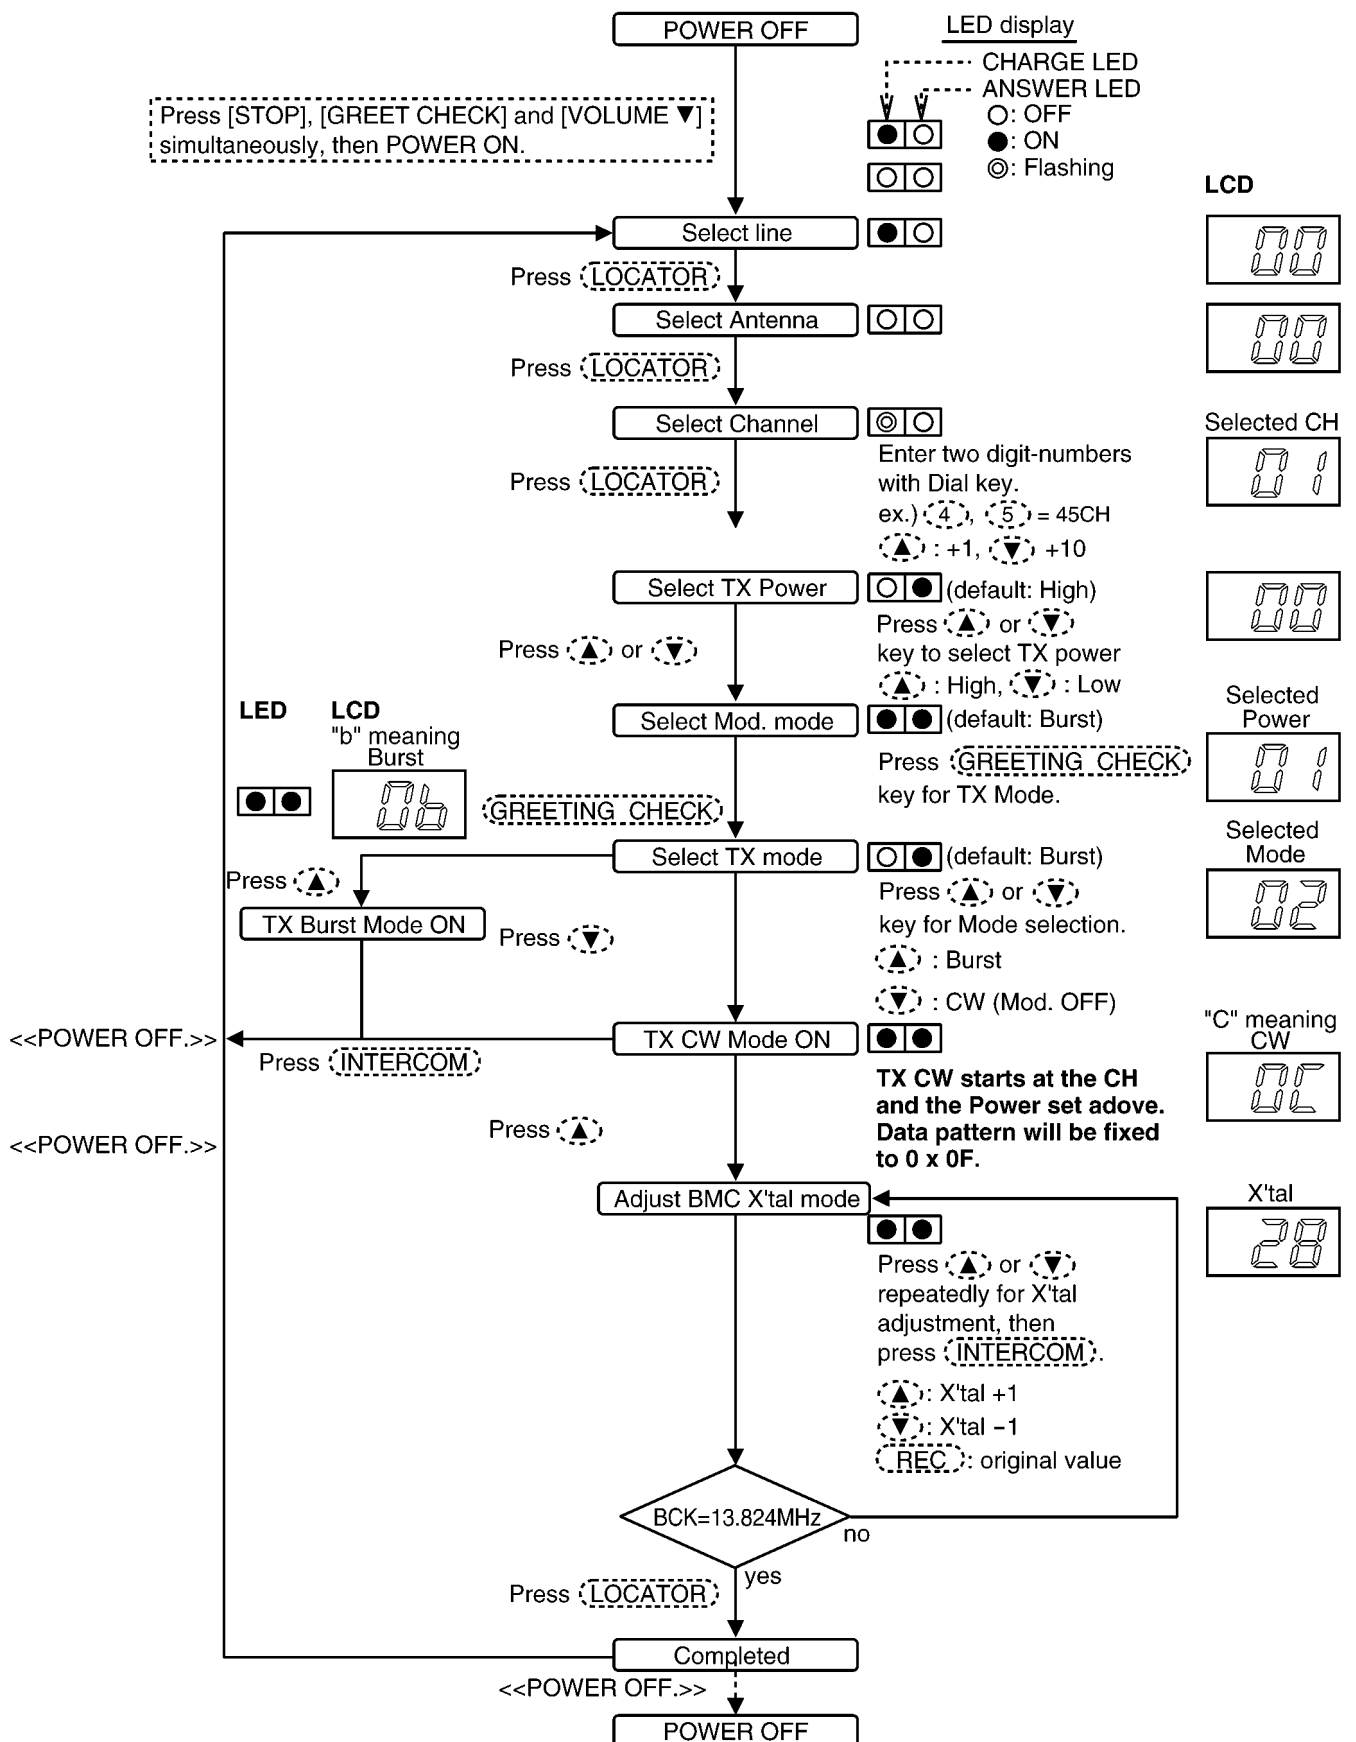 POWER OFF
LED display
CHARGE LED
ANSWER LED
○: OFF
●: ON
◎: Flashing
Press [STOP], [GREET CHECK] and [VOLUME ▼]
simultaneously, then POWER ON.
LCD
Select line
00
Press (LOCATOR)
Select Antenna
00
Press (LOCATOR)
Select Channel
Selected CH
01
Press (LOCATOR)
Enter two digit-numbers
with Dial key.
ex.) (4), (5) = 45CH
(▲) : +1, (▼) +10
Select TX Power
(default: High)
00
Press (▲) or (▼)
Press (▲) or (▼)
key to select TX power
(▲) : High, (▼) : Low
Select Mod. mode
(default: Burst)
Selected
Power
01
Press (GREETING CHECK)
key for TX Mode.
LED
LCD
"b" meaning
Burst
0b
(GREETING CHECK)
Select TX mode
(default: Burst)
Selected
Mode
02
Press (▲) or (▼)
key for Mode selection.
(▲) : Burst
(▼) : CW (Mod. OFF)
Press (▲)
TX Burst Mode ON
Press (▼)
<<POWER OFF.>>
Press (INTERCOM)
TX CW Mode ON
"C" meaning
CW
0C
TX CW starts at the CH
and the Power set adove.
Data pattern will be fixed
to 0 x 0F.
<<POWER OFF.>>
Press (▲)
Adjust BMC X'tal mode
X'tal
28
Press (▲) or (▼)
repeatedly for X'tal
adjustment, then
press (INTERCOM).
(▲): X'tal +1
(▼): X'tal −1
(REC): original value
BCK=13.824MHz
no
yes
Press (LOCATOR)
Completed
<<POWER OFF.>>
POWER OFF